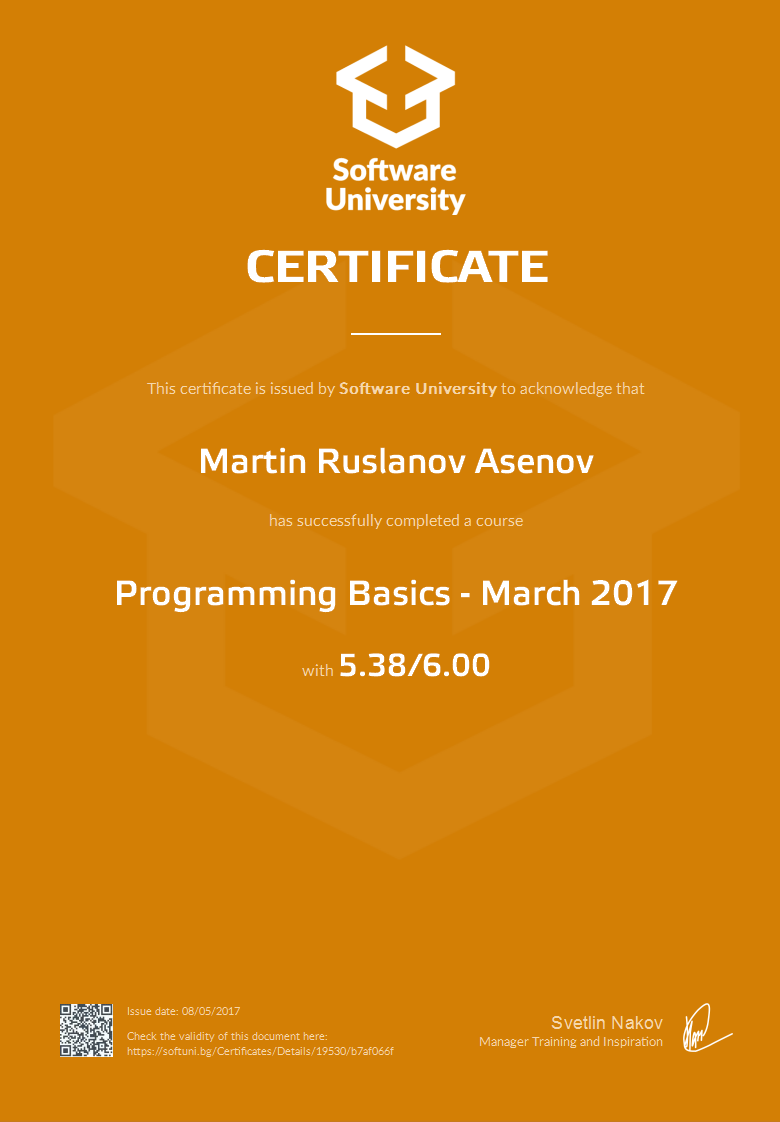 Software
University
CERTIFICATE
This certificate is issued by Software University to acknowledge that
Martin Ruslanov Asenov
has successfully completed a course
Programming Basics - March 2017
with 5.38/6.00
Issue date: 08/05/2017
Check the validity of this document here:
https://softuni.bg/Certificates/Details/19530/b7af066f
Svetlin Nakov
Manager Training and Inspiration